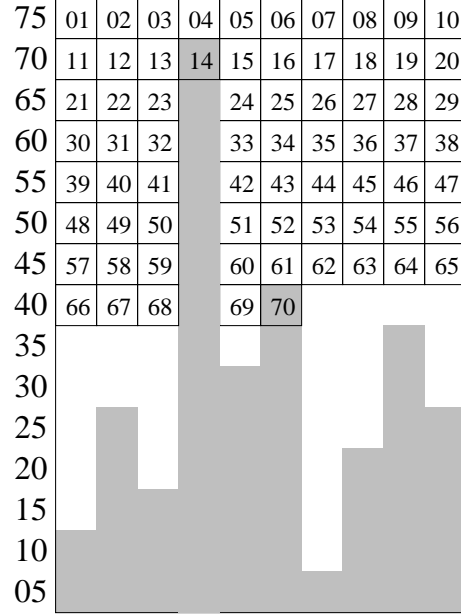 75 01 02 03 04 05 06 07 08 09 10
70 11 12 13 14 15 16 17 18 19 20
65 21 22 23 24 25 26 27 28 29
60 30 31 32 33 34 35 36 37 38
55 39 40 41 42 43 44 45 46 47
50 48 49 50 51 52 53 54 55 56
45 57 58 59 60 61 62 63 64 65
40 66 67 68 69 70
35
30
25
20
15
10
05